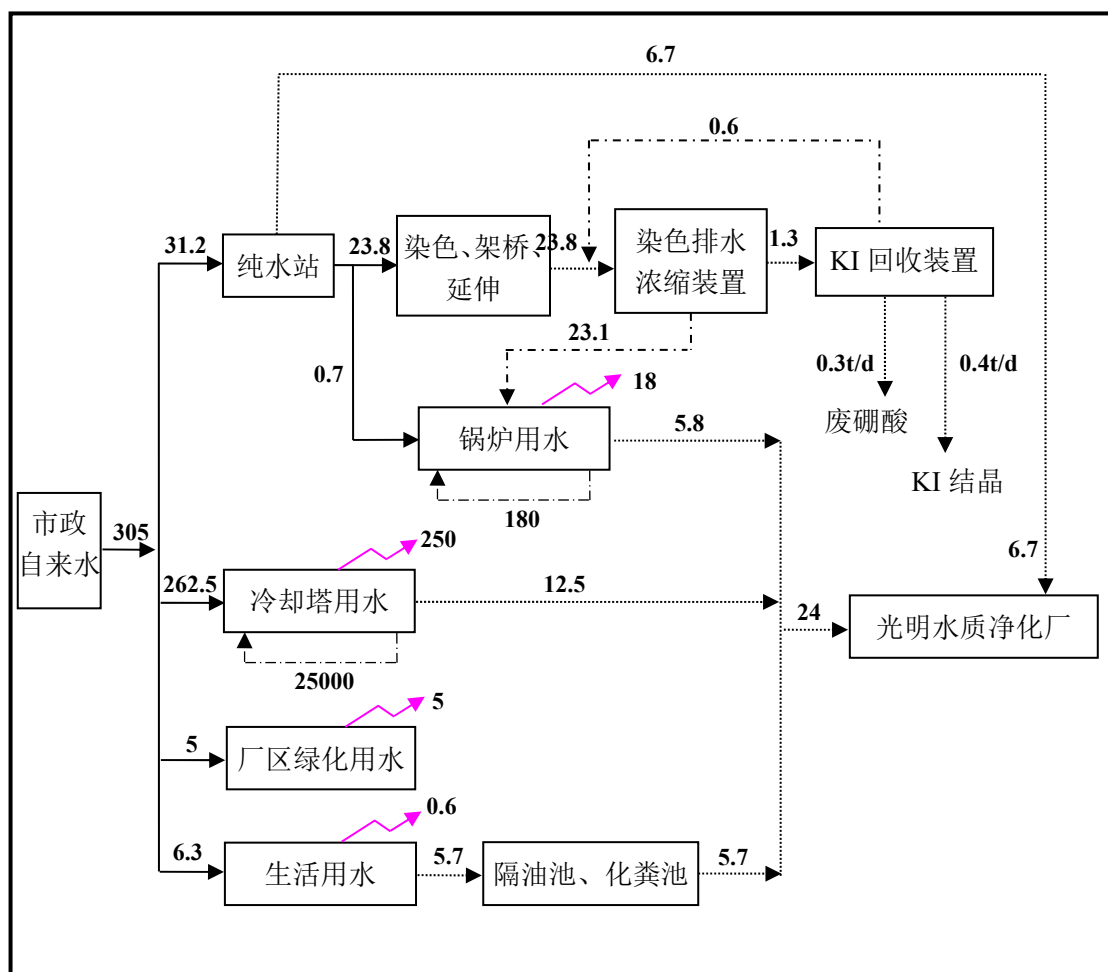 6.7
0.6
31.2
纯水站
23.8
染色、架桥、
延伸
23.8
染色排水
浓缩装置
1.3
KI 回收装置
23.1
0.7
18
0.3t/d
0.4t/d
废硼酸
KI 结晶
锅炉用水
5.8
180
市政
自来水
305
250
262.5
冷却塔用水
12.5
25000
6.7
24
光明水质净化厂
5
5
厂区绿化用水
0.6
6.3
生活用水
5.7
隔油池、化粪池
5.7